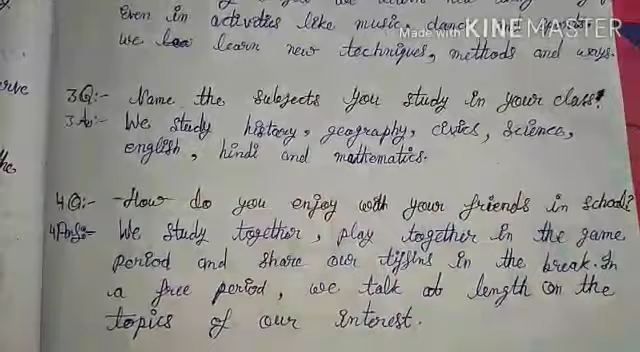 Even in activities like music, dance and sports
Made with KINEMASTER
we learn new techniques, methods and ways.
3Q:- Name the subjects you study in your class?
3A:- We study history, geography, civics, science,
english, hindi and mathematics.
4Q:- How do you enjoy with your friends in school?
4Ans:- We study together, play together in the game
period and share our tiffins in the break. In
a free period, we talk at length on the
topics of our interest.